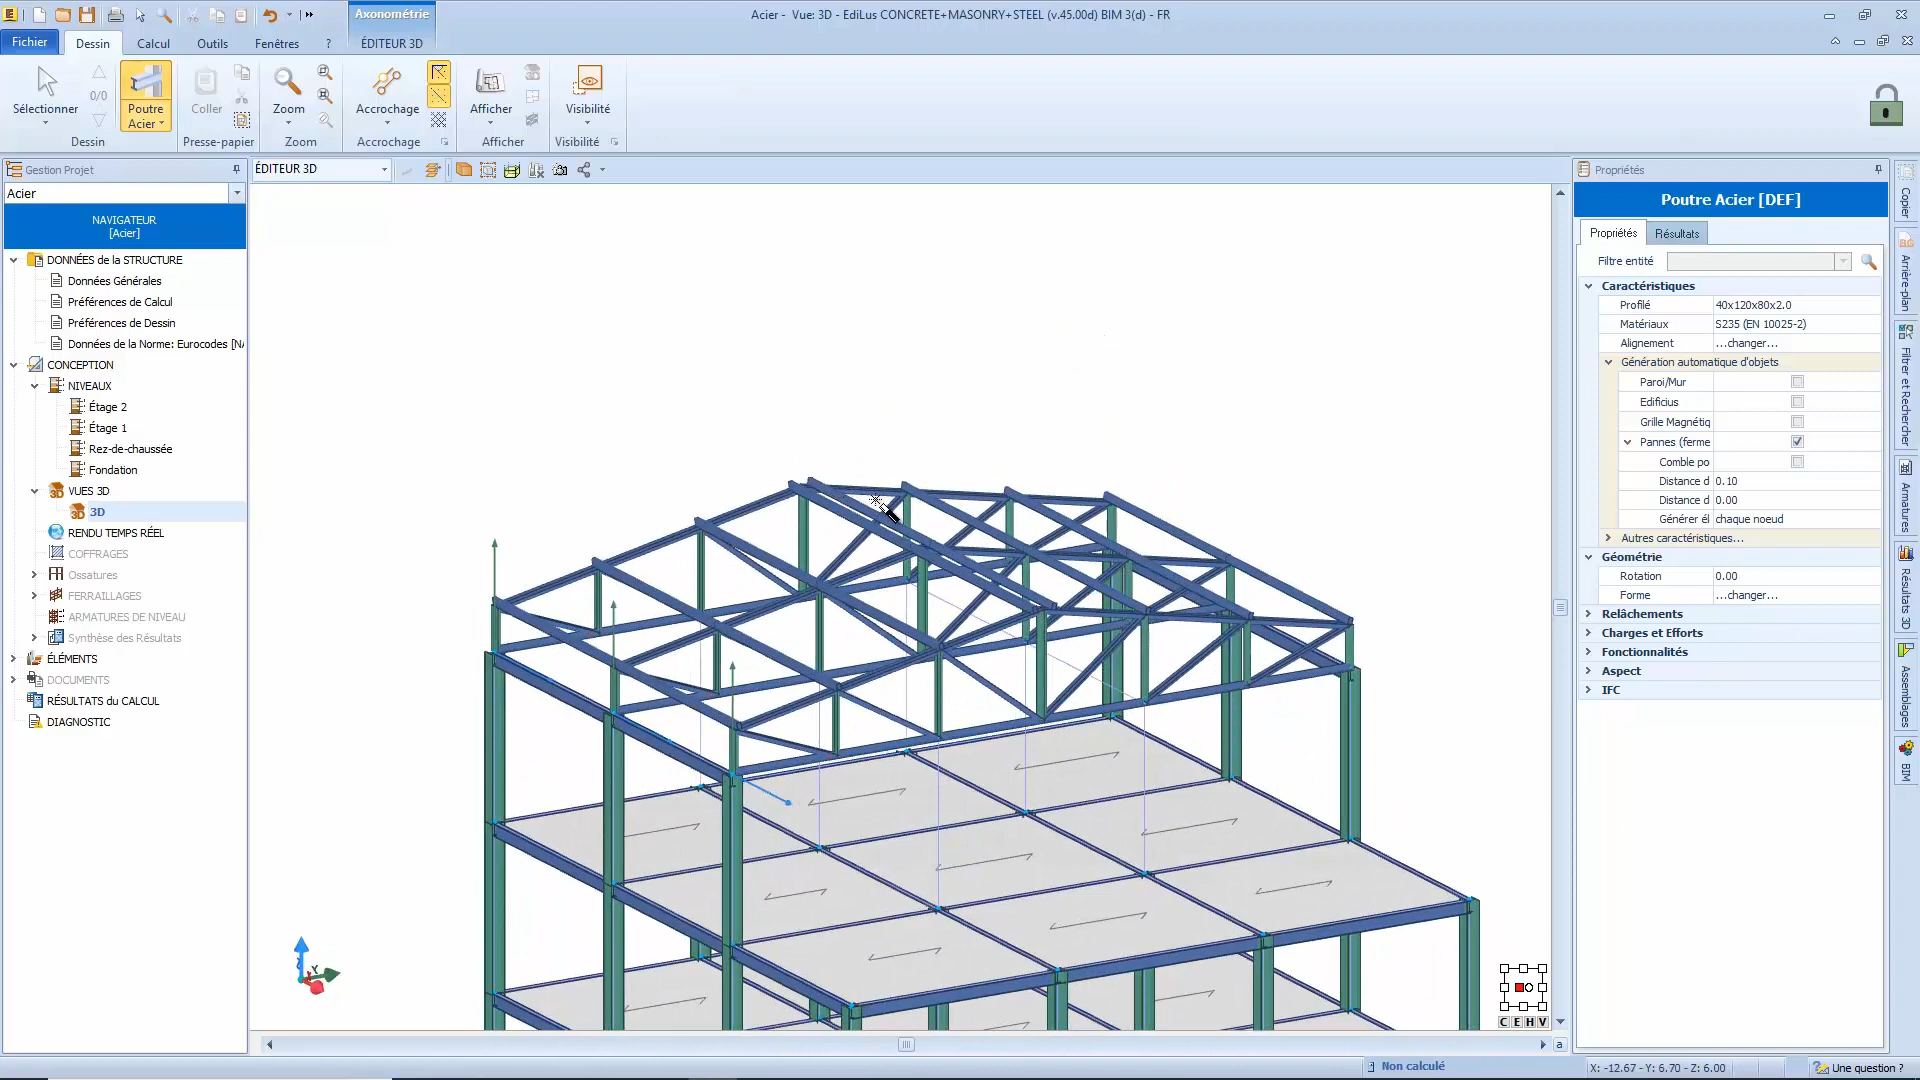 Axonométrie
Acier - Vue: 3D - EdiLus CONCRETE+MASONRY+STEEL (v.45.00d) BIM 3(d) - FR
Fichier
Dessin
Calcul
Outils
Fenêtres
?
ÉDITEUR 3D
Sélectionner
0/0
Poutre
Acier
Coller
Zoom
Accrochage
Afficher
Visibilité
Dessin
Presse-papier
Zoom
Accrochage
Afficher
Visibilité
Gestion Projet
Acier
NAVIGATEUR
[Acier]
DONNÉES de la STRUCTURE
Données Générales
Préférences de Calcul
Préférences de Dessin
Données de la Norme: Eurocodes [N
CONCEPTION
NIVEAUX
Étage 2
Étage 1
Rez-de-chaussée
Fondation
VUES 3D
3D
RENDU TEMPS RÉEL
COFFRAGES
Ossatures
FERRAILLAGES
ARMATURES DE NIVEAU
Synthèse des Résultats
ÉLÉMENTS
DOCUMENTS
RÉSULTATS du CALCUL
DIAGNOSTIC
ÉDITEUR 3D
Y
C E H V
a
Propriétés
Poutre Acier [DEF]
Propriétés
Résultats
Filtre entité
Caractéristiques
Profilé 40x120x80x2.0
Matériaux S235 (EN 10025-2)
Alignement ...changer...
Génération automatique d'objets
Paroi/Mur
Edificius
Grille Magnétiq
Pannes (ferme
Comble po
Distance d 0.10
Distance d 0.00
Générer él chaque noeud
Autres caractéristiques...
Géométrie
Rotation 0.00
Forme ...changer...
Relâchements
Charges et Efforts
Fonctionnalités
Aspect
IFC
Copier
BG
Arrière-plan
Filtrer et Rechercher
Armatures
Résultats 3D
Assemblages
BIM
Non calculé
X: -12.67 - Y: 6.70 - Z: 6.00
Une question ?